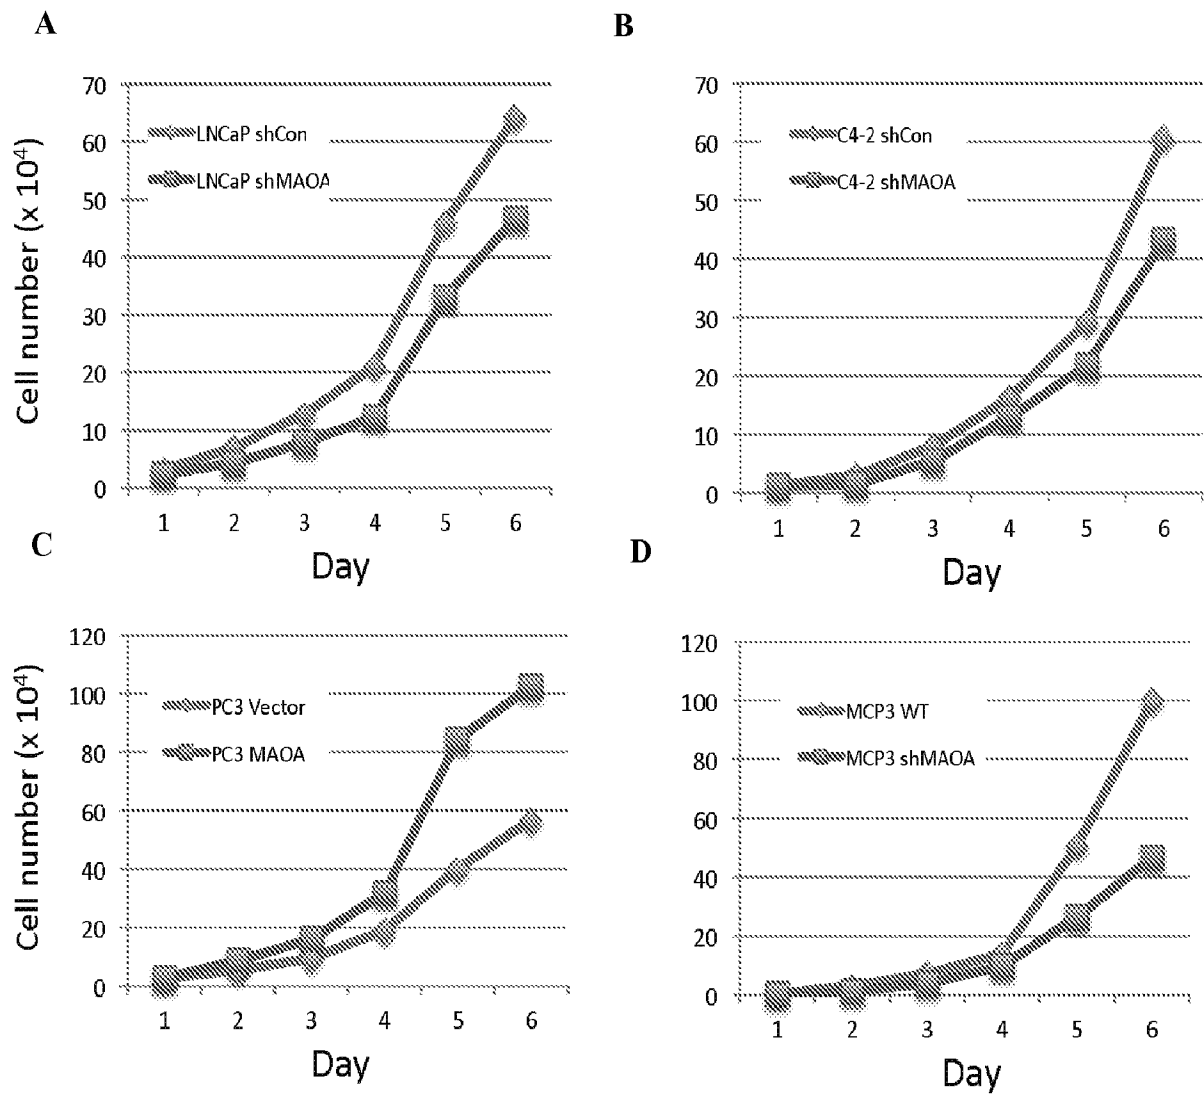 A
70
60
50
40
30
20
10
0
LNCaP shCon
LNCaP shMAOA
Cell number (x 10⁴)
1 2 3 4 5 6
Day
B
70
60
50
40
30
20
10
0
C4-2 shCon
C4-2 shMAOA
1 2 3 4 5 6
Day
C
120
100
80
60
40
20
0
PC3 Vector
PC3 MAOA
Cell number (x 10⁴)
1 2 3 4 5 6
Day
D
120
100
80
60
40
20
0
MCP3 WT
MCP3 shMAOA
1 2 3 4 5 6
Day